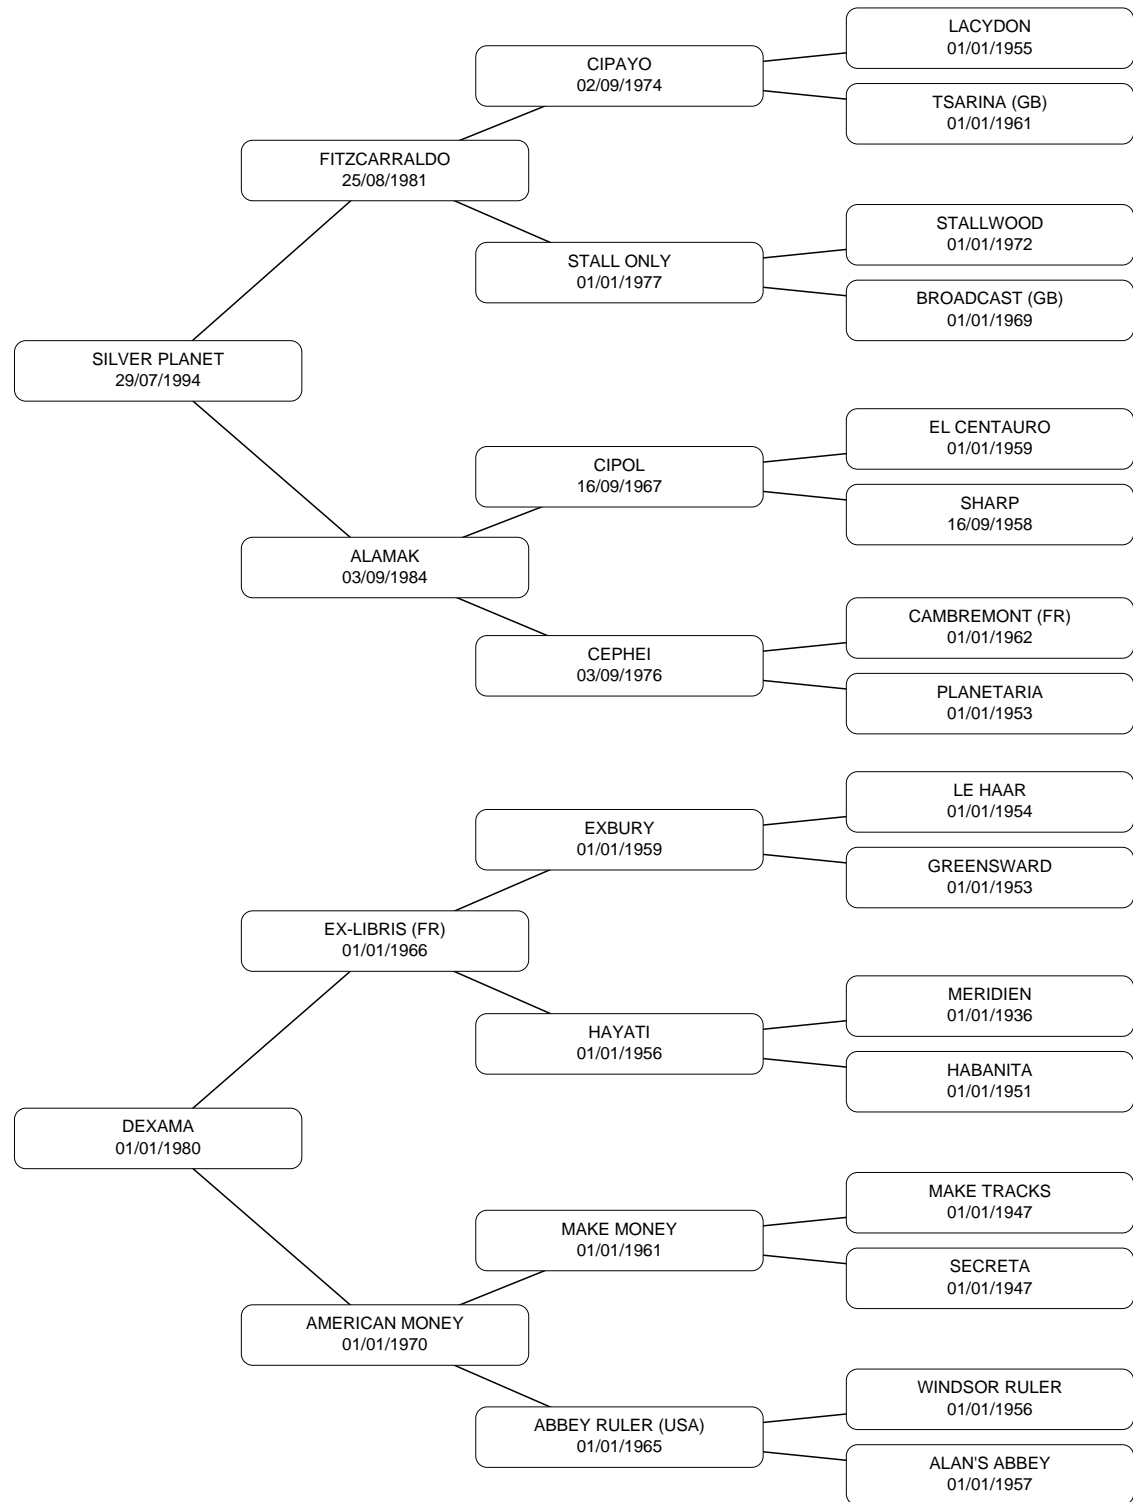 LACYDON
01/01/1955
CIPAYO
02/09/1974
TSARINA (GB)
01/01/1961
FITZCARRALDO
25/08/1981
STALLWOOD
01/01/1972
STALL ONLY
01/01/1977
BROADCAST (GB)
01/01/1969
SILVER PLANET
29/07/1994
EL CENTAURO
01/01/1959
CIPOL
16/09/1967
SHARP
16/09/1958
ALAMAK
03/09/1984
CAMBREMONT (FR)
01/01/1962
CEPHEI
03/09/1976
PLANETARIA
01/01/1953
LE HAAR
01/01/1954
EXBURY
01/01/1959
GREENSWARD
01/01/1953
EX-LIBRIS (FR)
01/01/1966
MERIDIEN
01/01/1936
HAYATI
01/01/1956
HABANITA
01/01/1951
DEXAMA
01/01/1980
MAKE TRACKS
01/01/1947
MAKE MONEY
01/01/1961
SECRETA
01/01/1947
AMERICAN MONEY
01/01/1970
WINDSOR RULER
01/01/1956
ABBEY RULER (USA)
01/01/1965
ALAN'S ABBEY
01/01/1957